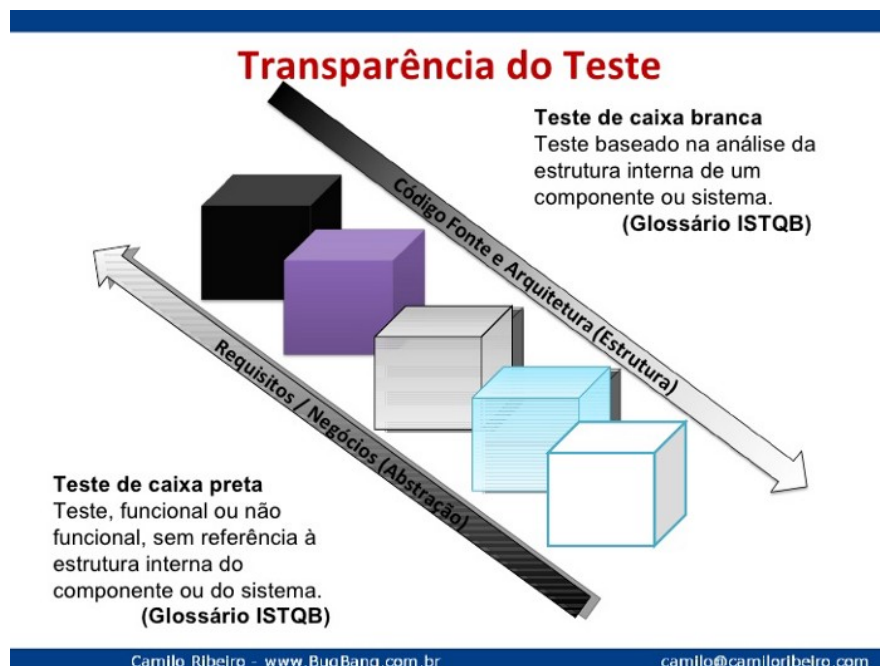 Transparência do Teste
Teste de caixa branca
Teste baseado na análise da
estrutura interna de um
componente ou sistema.
(Glossário ISTQB)
Código Fonte e Arquitetura (Estrutura)
Requisitos / Negócios (Abstração)
Teste de caixa preta
Teste, funcional ou não
funcional, sem referência à
estrutura interna do
componente ou do sistema.
(Glossário ISTQB)
Camilo Ribeiro - www.BugBang.com.br
camilo@camiloribeiro.com